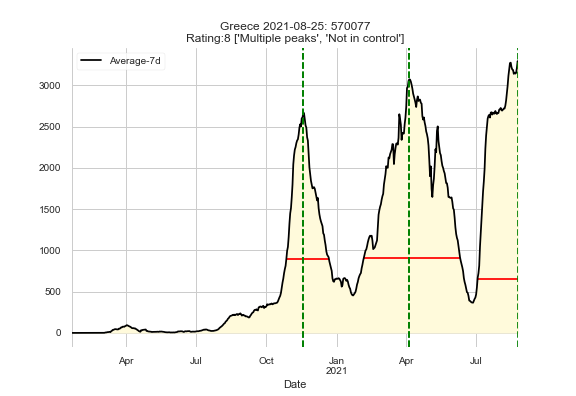 Greece 2021-08-25: 570077
Rating:8 ['Multiple peaks', 'Not in control']
Average-7d
3000
2500
2000
1500
1000
500
0
Apr Jul Oct Jan Apr Jul
2021
Date